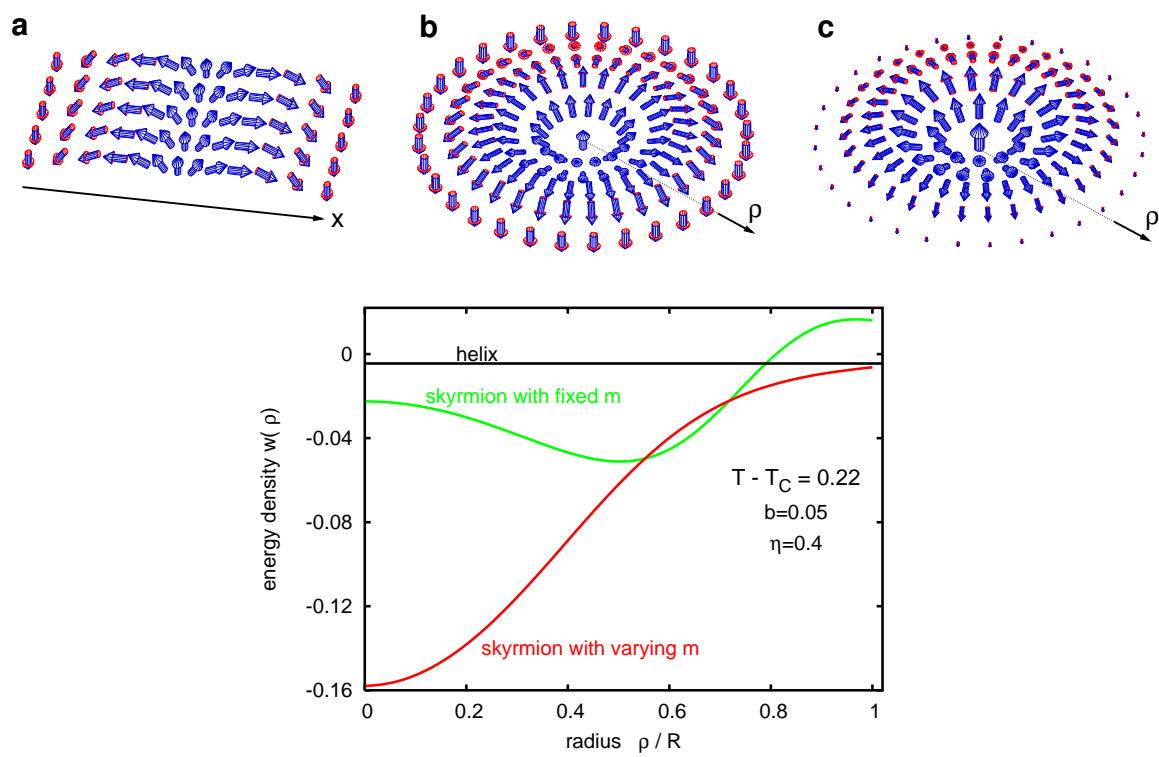 a
b
c
x
ρ
ρ
0
-0.04
-0.08
-0.12
-0.16
energy density w( ρ)
helix
skyrmion with fixed m
T - T_C = 0.22
b=0.05
η=0.4
skyrmion with varying m
0 0.2 0.4 0.6 0.8 1
radius ρ / R